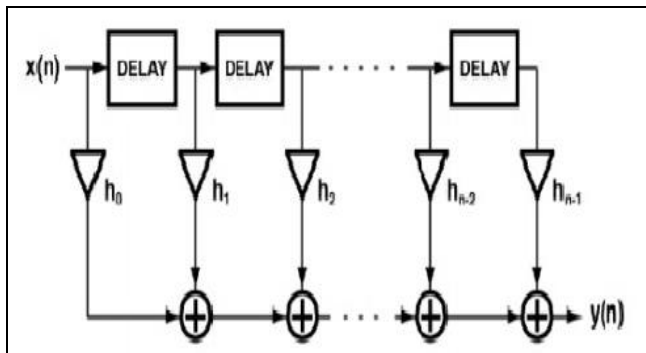 x(n) DELAY DELAY DELAY
h₀ h₁ h₂ hₙ₋₂ hₙ₋₁
y(n)